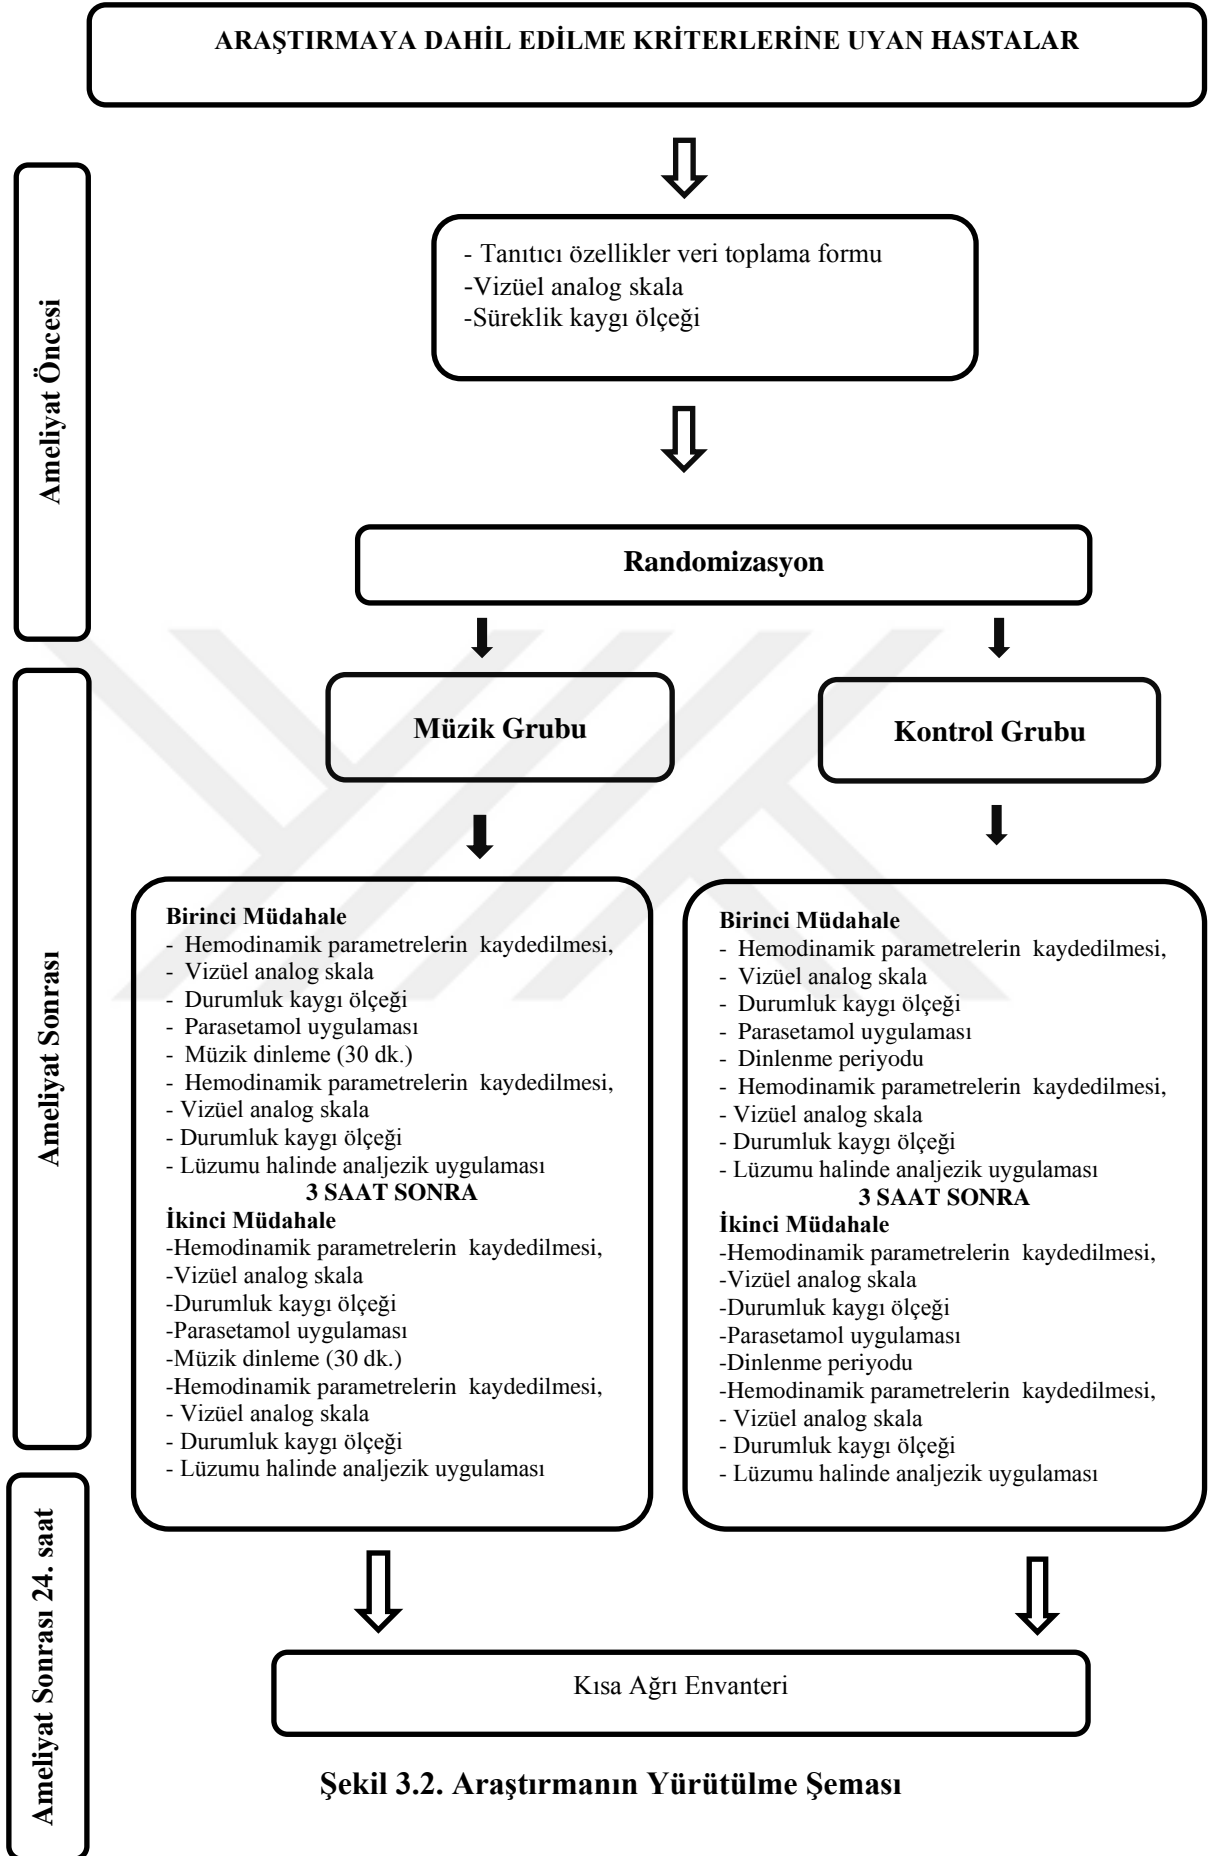 ARAŞTIRMAYA DAHİL EDİLME KRİTERLERİNE UYAN HASTALAR
Ameliyat Öncesi
- Tanıtıcı özellikler veri toplama formu
-Vizüel analog skala
-Süreklik kaygı ölçeği
Randomizasyon
Ameliyat Sonrası
Müzik Grubu
Kontrol Grubu
Birinci Müdahale
- Hemodinamik parametrelerin kaydedilmesi,
- Vizüel analog skala
- Durumluk kaygı ölçeği
- Parasetamol uygulaması
- Müzik dinleme (30 dk.)
- Hemodinamik parametrelerin kaydedilmesi,
- Vizüel analog skala
- Durumluk kaygı ölçeği
- Lüzumu halinde analjezik uygulaması
3 SAAT SONRA
İkinci Müdahale
-Hemodinamik parametrelerin kaydedilmesi,
-Vizüel analog skala
-Durumluk kaygı ölçeği
-Parasetamol uygulaması
-Müzik dinleme (30 dk.)
-Hemodinamik parametrelerin kaydedilmesi,
- Vizüel analog skala
- Durumluk kaygı ölçeği
- Lüzumu halinde analjezik uygulaması
Birinci Müdahale
- Hemodinamik parametrelerin kaydedilmesi,
- Vizüel analog skala
- Durumluk kaygı ölçeği
- Parasetamol uygulaması
- Dinlenme periyodu
- Hemodinamik parametrelerin kaydedilmesi,
- Vizüel analog skala
- Durumluk kaygı ölçeği
- Lüzumu halinde analjezik uygulaması
3 SAAT SONRA
İkinci Müdahale
-Hemodinamik parametrelerin kaydedilmesi,
-Vizüel analog skala
-Durumluk kaygı ölçeği
-Parasetamol uygulaması
-Dinlenme periyodu
-Hemodinamik parametrelerin kaydedilmesi,
- Vizüel analog skala
- Durumluk kaygı ölçeği
- Lüzumu halinde analjezik uygulaması
Ameliyat Sonrası 24. saat
Kısa Ağrı Envanteri
Şekil 3.2. Araştırmanın Yürütülme Şeması